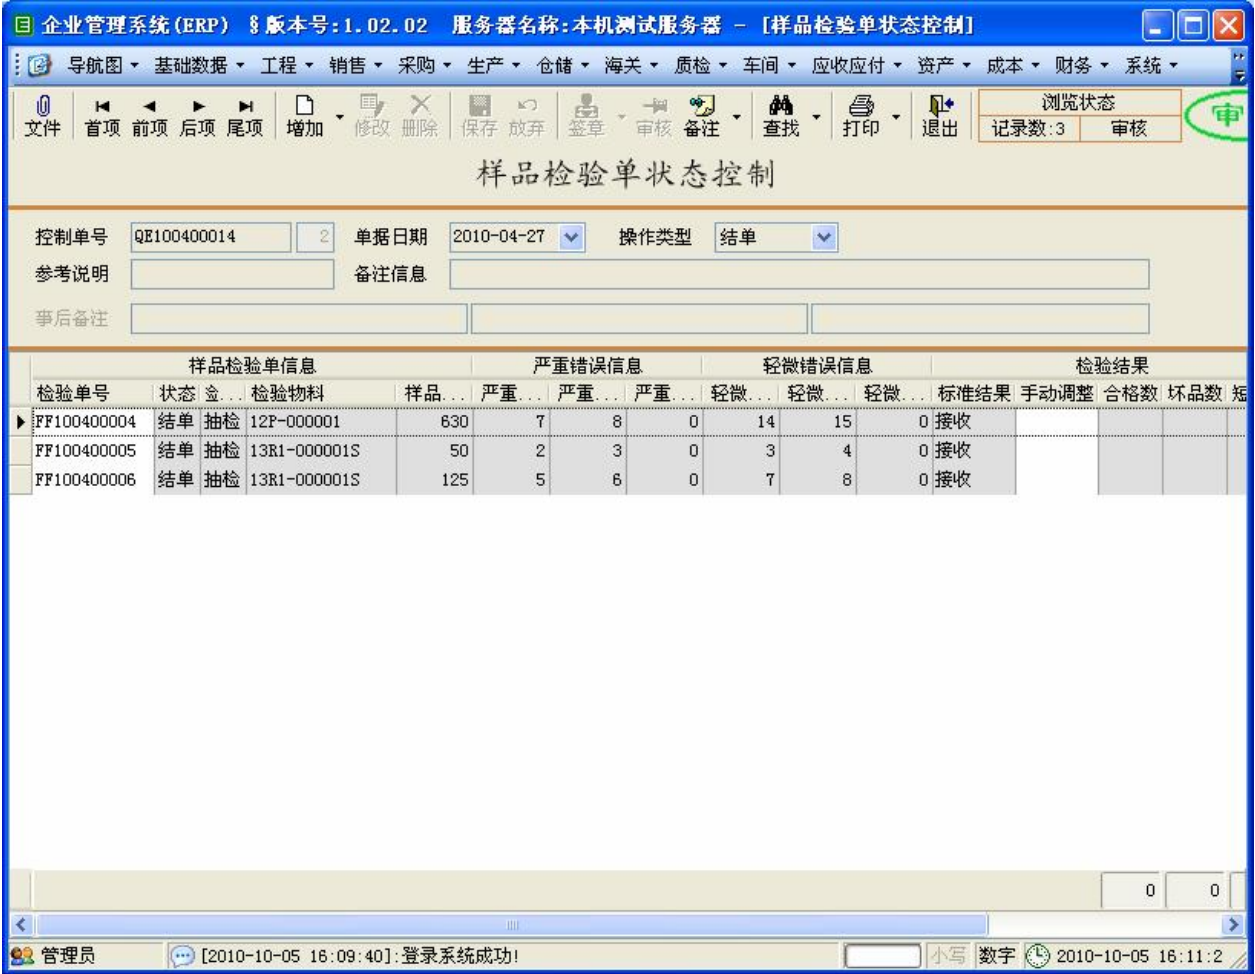 企业管理系统(ERP) §版本号:1.02.02 服务器名称:本机测试服务器 - [样品检验单状态控制]
导航图 基础数据 工程 销售 采购 生产 仓储 海关 质检 车间 应收应付 资产 成本 财务 系统
文件 首项 前项 后项 尾项 增加 修改 删除 保存 放弃 签章 审核 备注 查找 打印 退出
浏览状态
记录数:3 审核
审
样品检验单状态控制
控制单号 QE100400014 2 单据日期 2010-04-27 操作类型 结单
参考说明 备注信息
事后备注
样品检验单信息 严重错误信息 轻微错误信息 检验结果
检验单号 状态 ... 检验物料 样品... 严重... 严重... 严重... 轻微... 轻微... 轻微... 标准结果 手动调整 合格数 坏品数 短
FF100400004 结单 抽检 12P-000001 630 7 8 0 14 15 0 接收
FF100400005 结单 抽检 13R1-000001S 50 2 3 0 3 4 0 接收
FF100400006 结单 抽检 13R1-000001S 125 5 6 0 7 8 0 接收
0 0
管理员 [2010-10-05 16:09:40]:登录系统成功! 小写 数字 2010-10-05 16:11:2